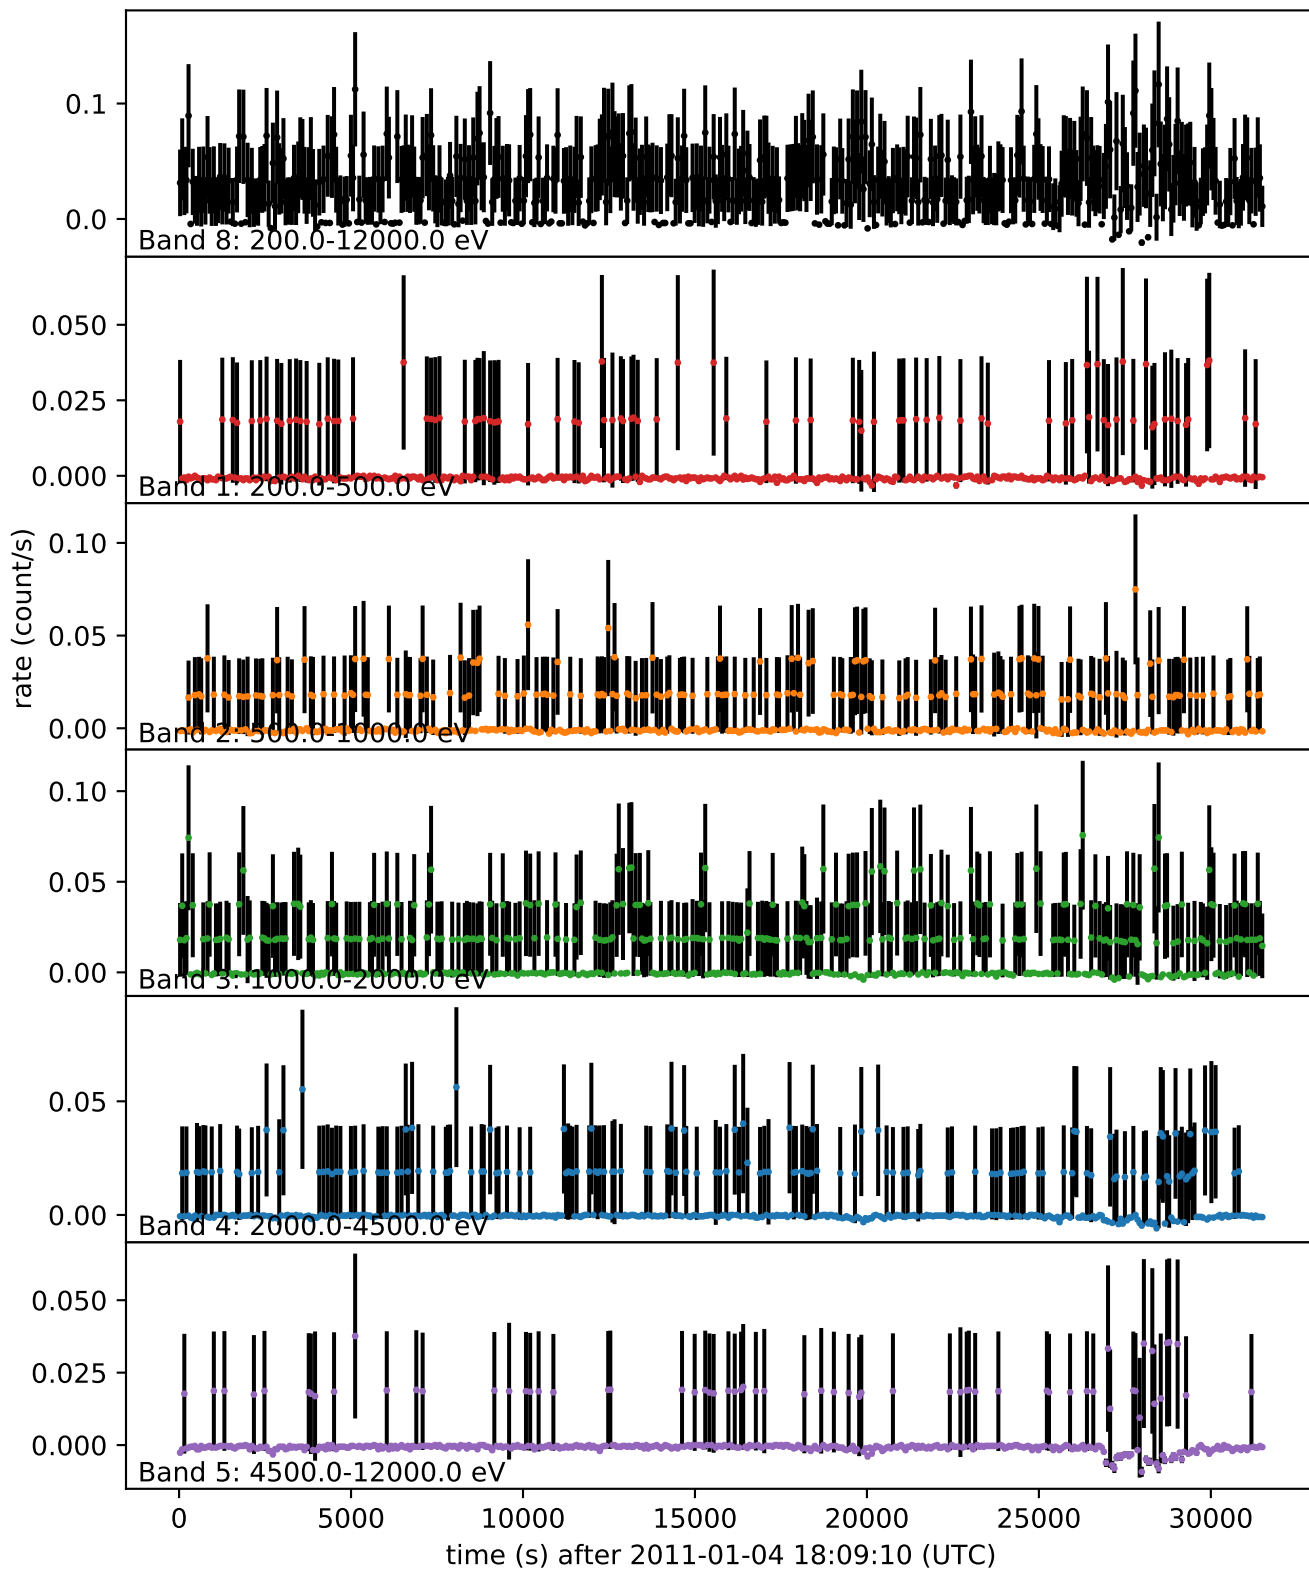 0.1
0.0
Band 8: 200.0-12000.0 eV
0.050
0.025
0.000
Band 1: 200.0-500.0 eV
rate (count/s)
0.10
0.05
0.00
Band 2: 500.0-1000.0 eV
0.10
0.05
0.00
Band 3: 1000.0-2000.0 eV
0.05
0.00
Band 4: 2000.0-4500.0 eV
0.050
0.025
0.000
Band 5: 4500.0-12000.0 eV
0 5000 10000 15000 20000 25000 30000
time (s) after 2011-01-04 18:09:10 (UTC)